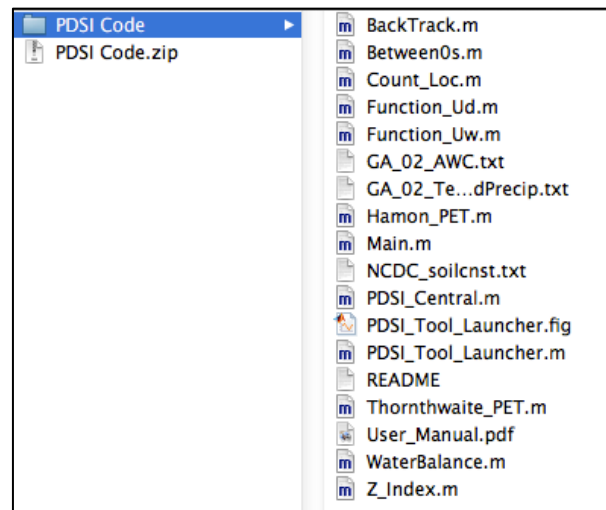 PDSI Code
PDSI Code.zip
BackTrack.m
Between0s.m
Count_Loc.m
Function_Ud.m
Function_Uw.m
GA_02_AWC.txt
GA_02_Te...dPrecip.txt
Hamon_PET.m
Main.m
NCDC_soilcnst.txt
PDSI_Central.m
PDSI_Tool_Launcher.fig
PDSI_Tool_Launcher.m
README
Thornthwaite_PET.m
User_Manual.pdf
WaterBalance.m
Z_Index.m